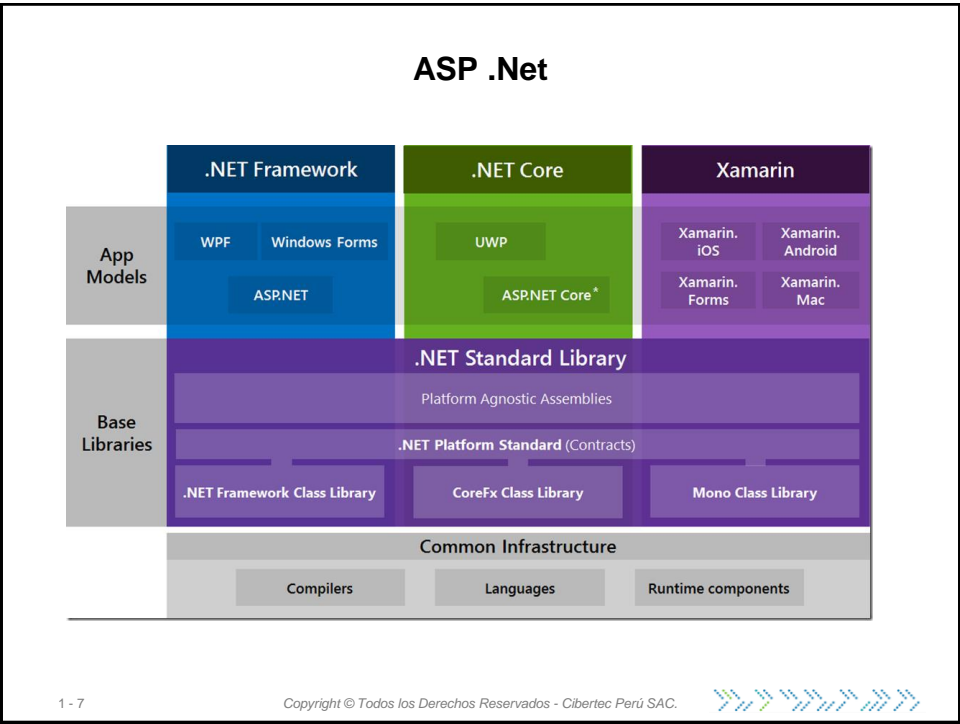 ASP .Net
.NET Framework
.NET Core
Xamarin
App
Models
WPF
Windows Forms
ASP.NET
UWP
ASP.NET Core*
Xamarin.
iOS
Xamarin.
Android
Xamarin.
Forms
Xamarin.
Mac
Base
Libraries
.NET Standard Library
Platform Agnostic Assemblies
.NET Platform Standard (Contracts)
.NET Framework Class Library
CoreFx Class Library
Mono Class Library
Common Infrastructure
Compilers
Languages
Runtime components
1 - 7
Copyright © Todos los Derechos Reservados - Cibertec Perú SAC.